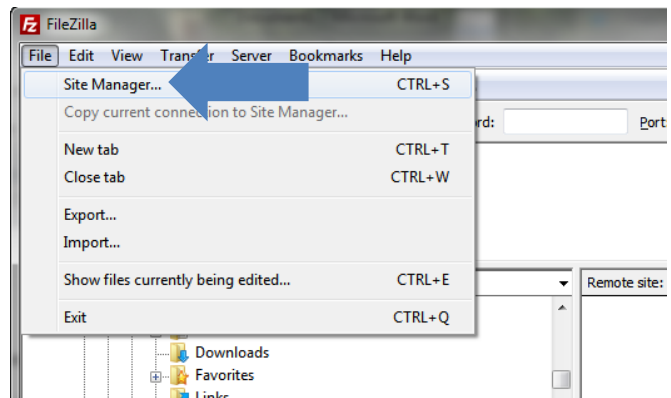 FileZilla
File Edit View Transfer Server Bookmarks Help
Site Manager... CTRL+S
Copy current connection to Site Manager...
rd: Port:
New tab CTRL+T
Close tab CTRL+W
Export...
Import...
Show files currently being edited... CTRL+E
Remote site:
Exit CTRL+Q
Downloads
Favorites
Links